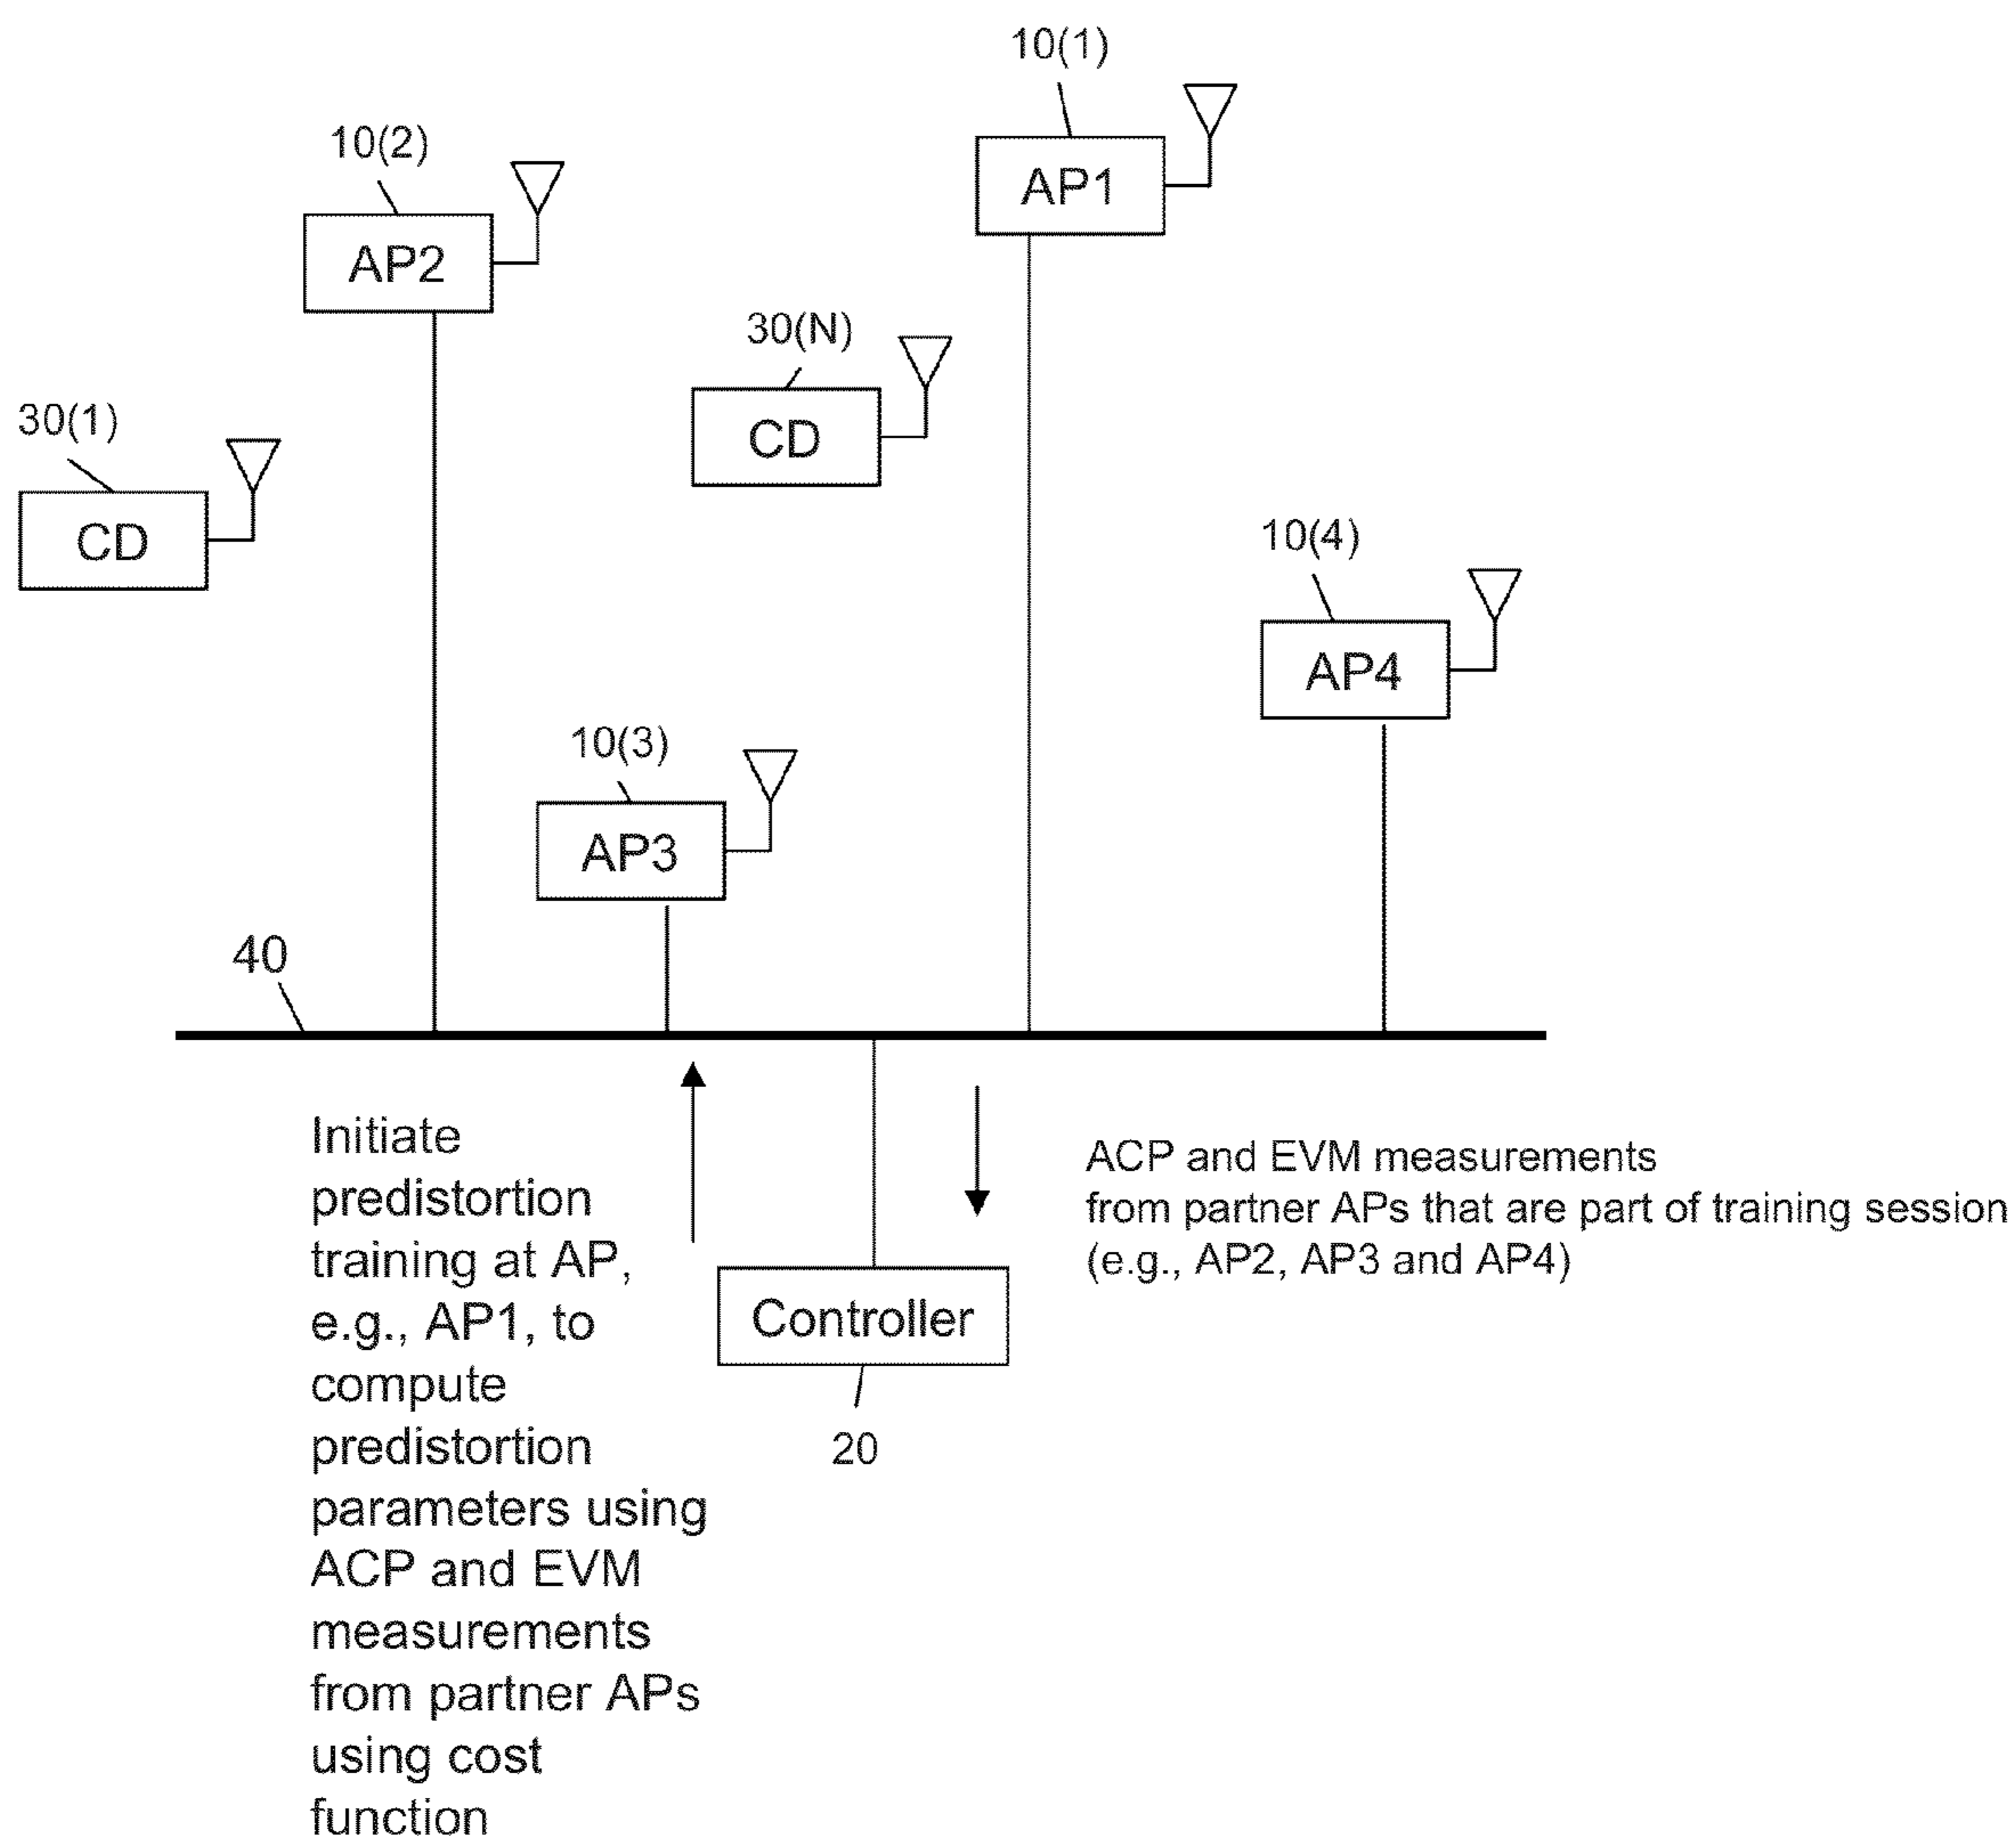 10(1)
AP1
10(2)
AP2
30(N)
CD
30(1)
CD
10(4)
AP4
10(3)
AP3
40
Initiate
predistortion
training at AP,
e.g., AP1, to
compute
predistortion
parameters using
ACP and EVM
measurements
from partner APs
using cost
function
ACP and EVM measurements
from partner APs that are part of training session
(e.g., AP2, AP3 and AP4)
Controller
20